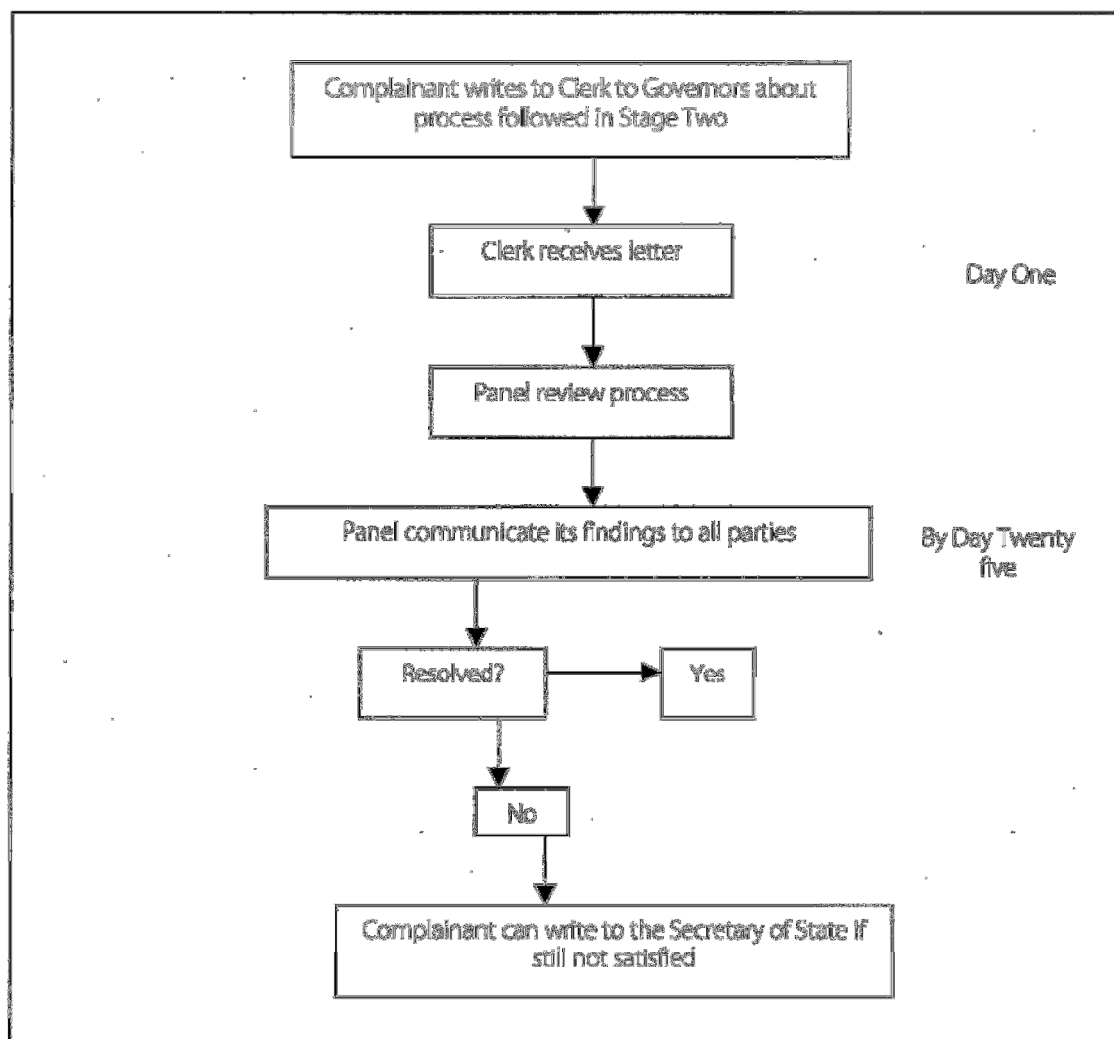 Complainant writes to Clerk to Governors about
process followed in Stage Two
Clerk receives letter
Day One
Panel review process
Panel communicate its findings to all parties
By Day Twenty
five
Resolved?
Yes
No
Complainant can write to the Secretary of State if
still not satisfied